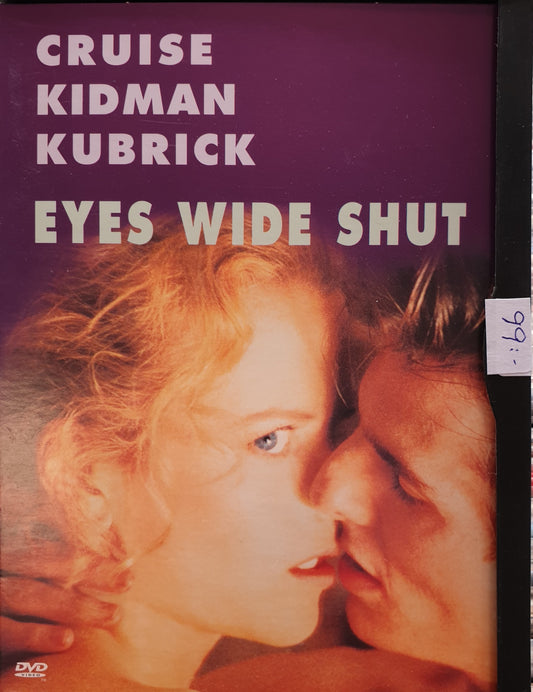 CRUISE
KIDMAN
KUBRICK
EYES WIDE SHUT
99:-
DVD
VIDEO